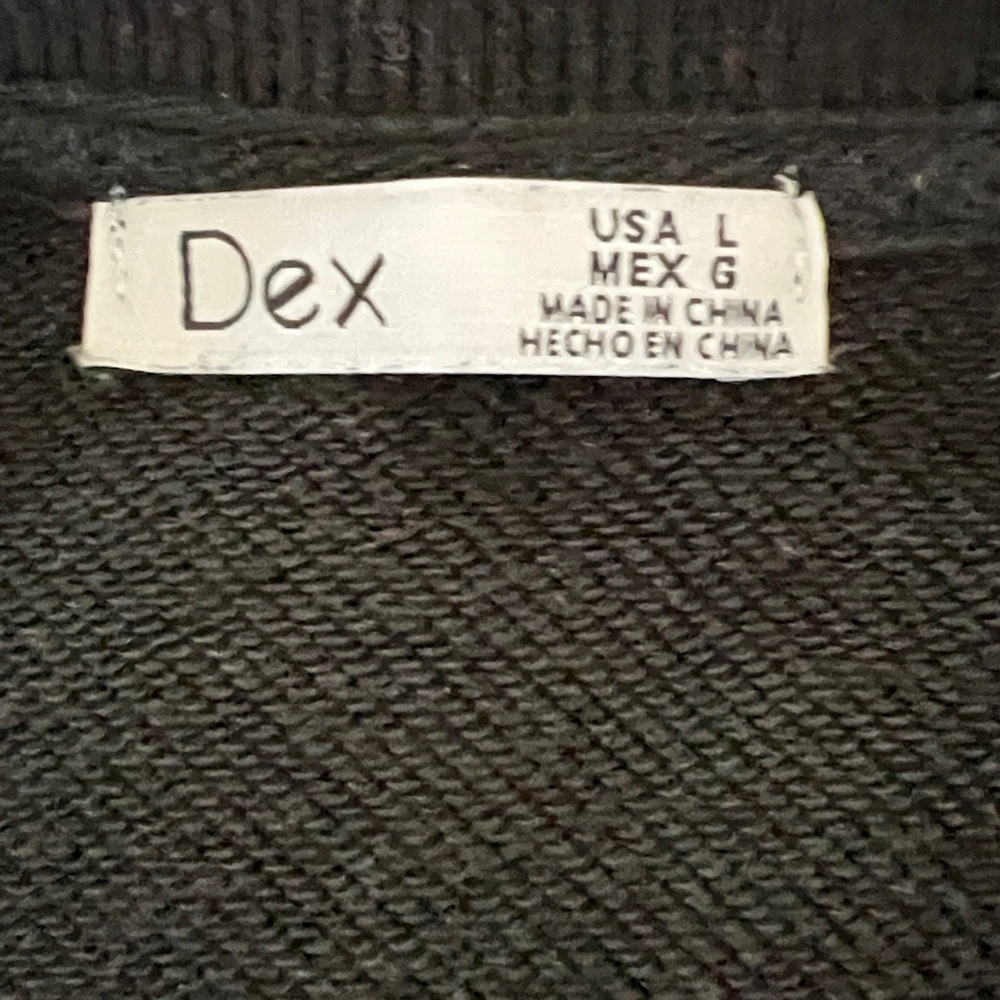 Dex
USA L
MEX G
MADE IN CHINA
HECHO EN CHINA